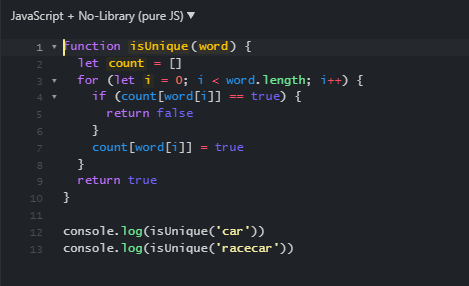 JavaScript + No-Library (pure JS) ▼
1 ▾ function isUnique(word) {
2 let count = []
3 ▾ for (let i = 0; i < word.length; i++) {
4 ▾ if (count[word[i]] == true) {
5 return false
6 }
7 count[word[i]] = true
8 }
9 return true
10 }
11
12 console.log(isUnique('car'))
13 console.log(isUnique('racecar'))